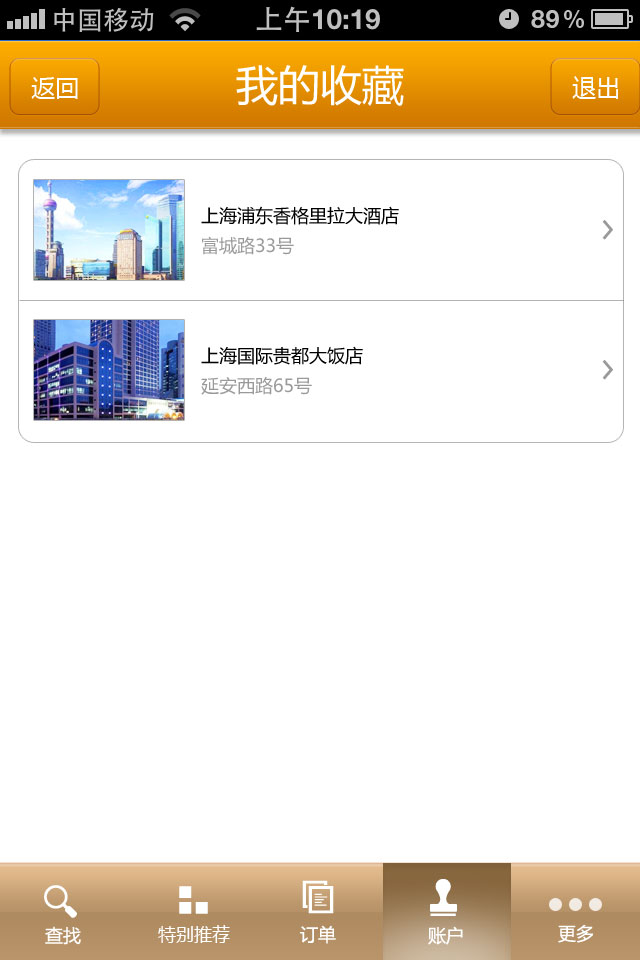 中国移动 上午10:19 89%
返回 我的收藏 退出
上海浦东香格里拉大酒店
富城路33号
上海国际贵都大饭店
延安西路65号
查找 特别推荐 订单 账户 更多